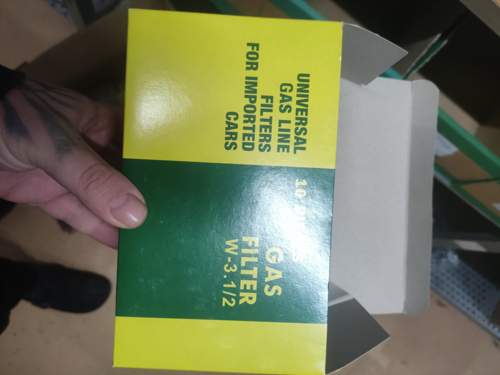 UNIVERSAL
GAS LINE
FILTERS
FOR IMPORTED
CARS
10
GAS
FILTER
W-3.1/2